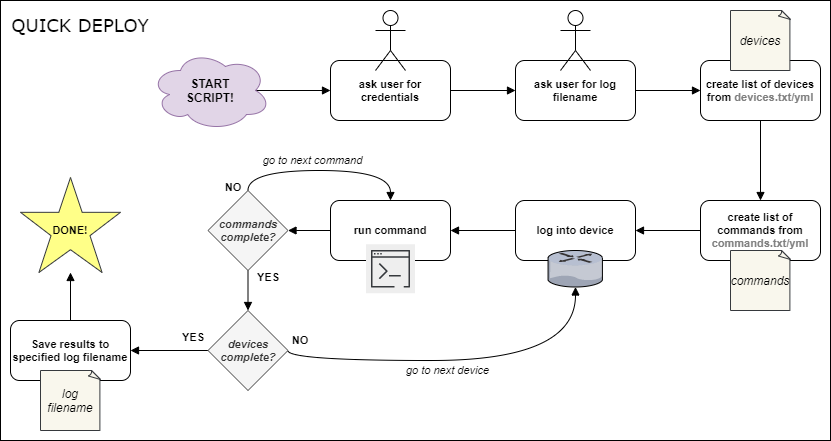 QUICK DEPLOY
START
SCRIPT!
ask user for
credentials
ask user for log
filename
devices
create list of devices
from devices.txt/yml
go to next command
NO
commands
complete?
run command
>_
log into device
create list of
commands from
commands.txt/yml
commands
DONE!
YES
Save results to
specified log filename
log
filename
YES
devices
complete?
NO
go to next device